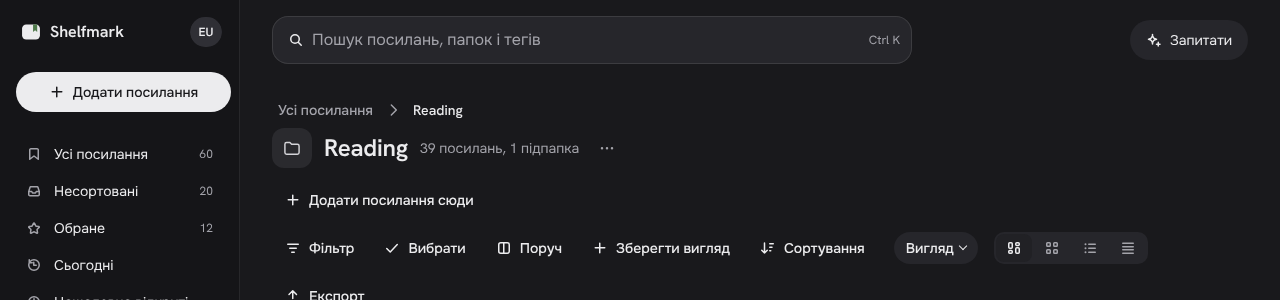 Shelfmark
EU
Пошук посилань, папок і тегів
Ctrl K
Запитати
Додати посилання
Усі посилання 60
Несортовані 20
Обране 12
Сьогодні
Усі посилання > Reading
Reading 39 посилань, 1 підпапка ...
Додати посилання сюди
Фільтр Вибрати Поруч Зберегти вигляд Сортування Вигляд
Експорт